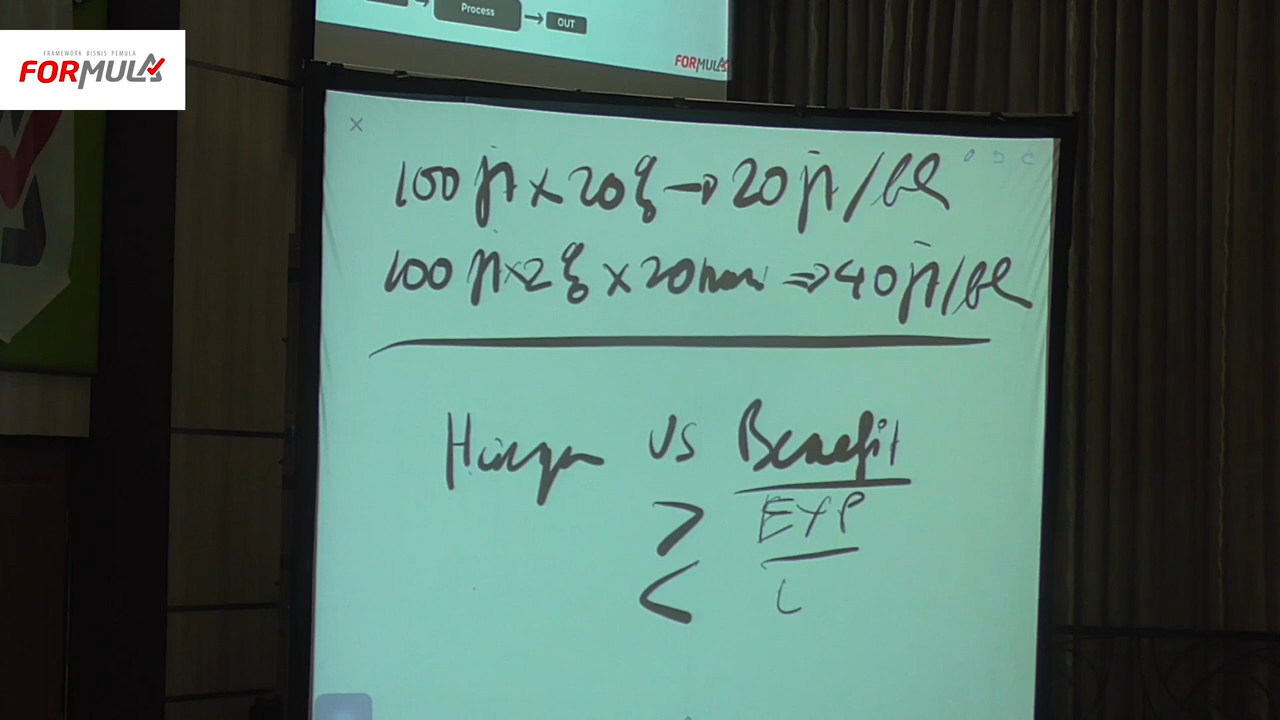 Process
OUT
FORMULA
FRAMEWORK BISNIS PEMULA
FORMULA
100 jt x 20% → 20 jt/bl
100 jt x 2% x 20 hari ⇒ 40 jt/bl
Harga vs Benefit
> EXP
<